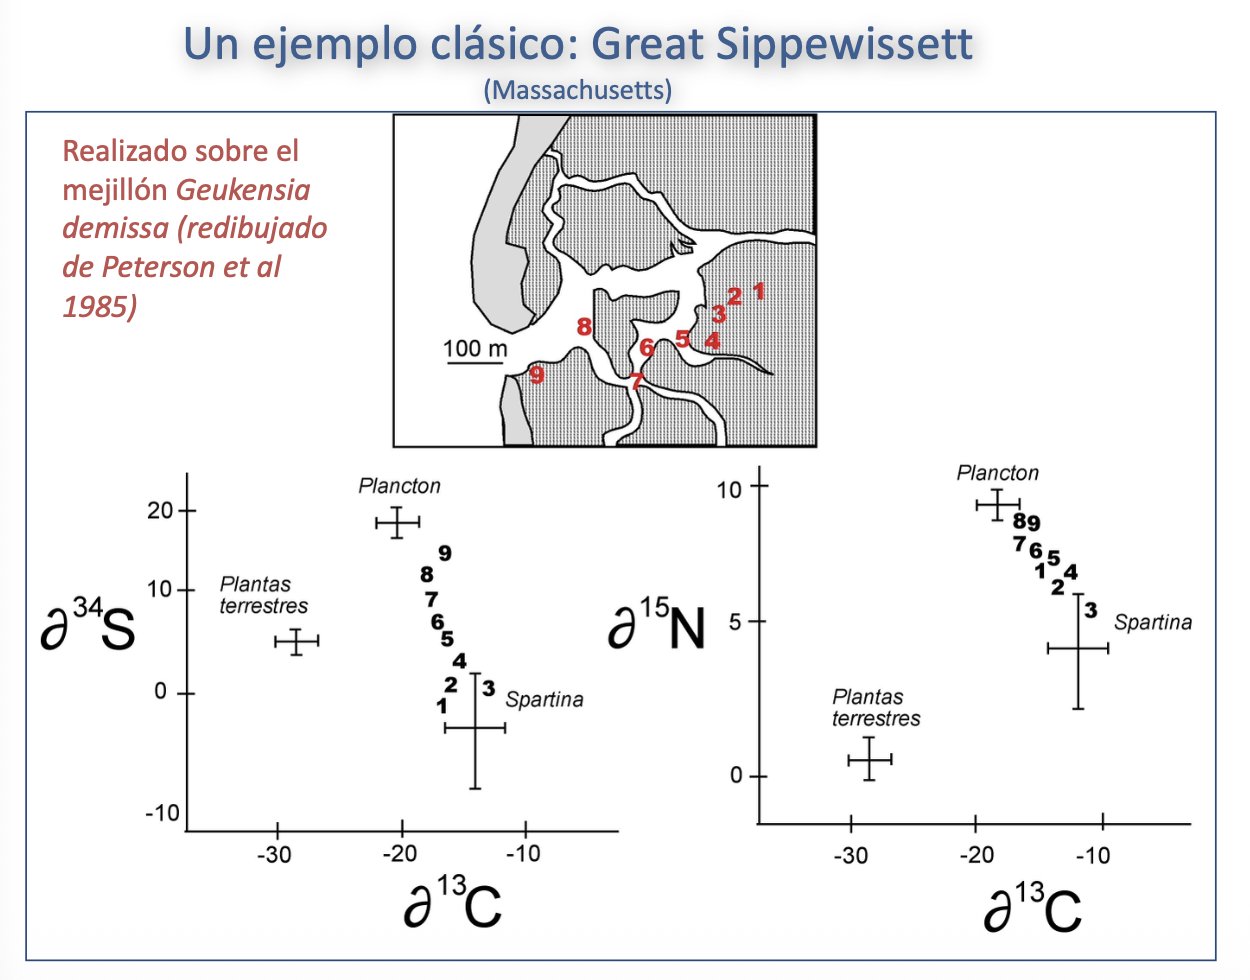 Un ejemplo clásico: Great Sippewissett
(Massachusetts)
Realizado sobre el
mejillón Geukensia
demissa (redibujado
de Peterson et al
1985)
2 1
3
8
5 4
6
100 m
9
7
Plancton
20
9
8
10
Plantas
terrestres
7
6
5
∂34S
4
2
3
0
1
Spartina
-10
-30
-20
-10
∂13C
Plancton
10
89
7
6
5
1
4
2
3
5
Spartina
∂15N
Plantas
terrestres
0
-30
-20
-10
∂13C